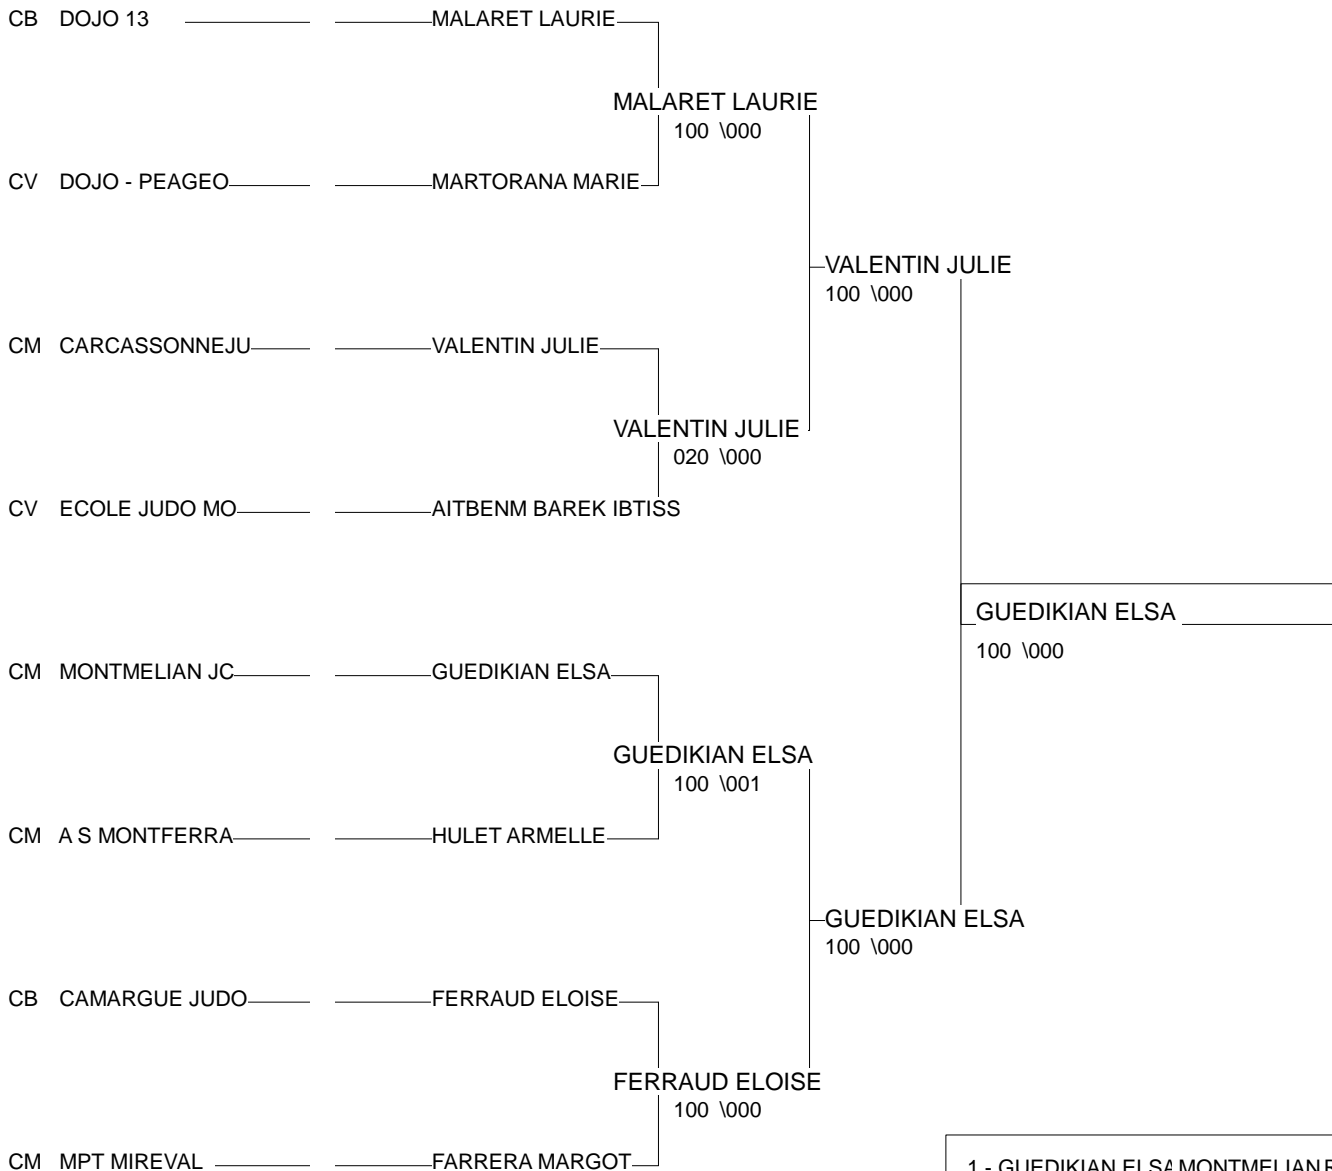 CB DOJO 13 MALARET LAURIE
MALARET LAURIE
100 \000
CV DOJO - PEAGEO MARTORANA MARIE
VALENTIN JULIE
100 \000
CM CARCASSONNEJU VALENTIN JULIE
VALENTIN JULIE
020 \000
CV ECOLE JUDO MO AITBENM BAREK IBTISS
GUEDIKIAN ELSA
100 \000
CM MONTMELIAN JC GUEDIKIAN ELSA
GUEDIKIAN ELSA
100 \001
CM A S MONTFERRA HULET ARMELLE
GUEDIKIAN ELSA
100 \000
CB CAMARGUE JUDO FERRAUD ELOISE
FERRAUD ELOISE
100 \000
CM MPT MIREVAL FARRERA MARGOT
1 - GUEDIKIAN ELSA MONTMELIAN